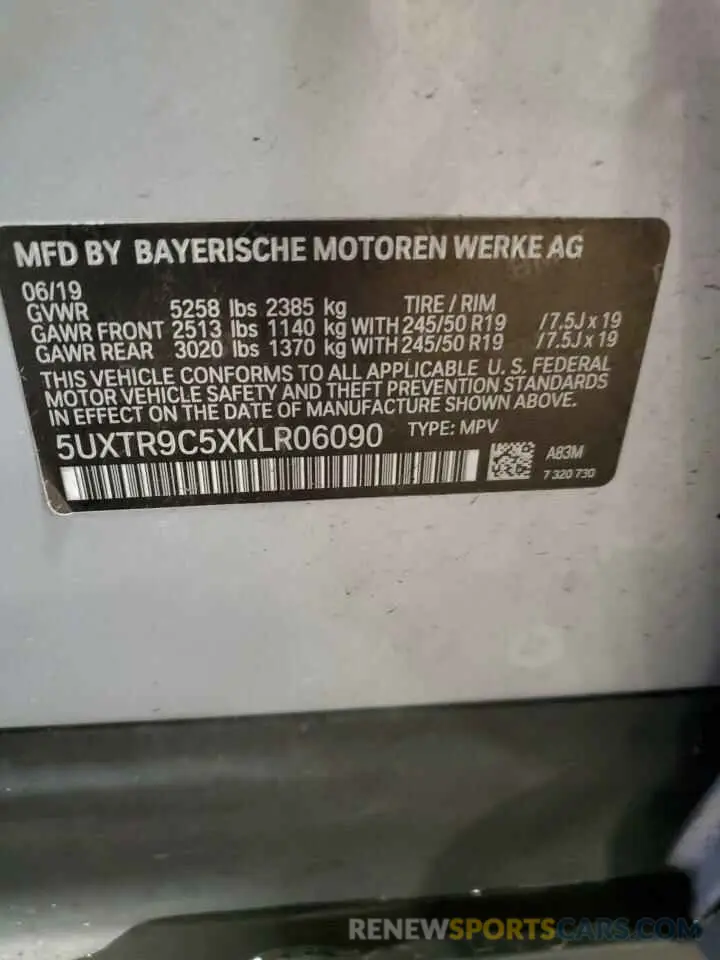 MFD BY BAYERISCHE MOTOREN WERKE AG
06/19
GVWR 5258 lbs 2385 kg TIRE / RIM
GAWR FRONT 2513 lbs 1140 kg WITH 245/50 R19 /7.5J x 19
GAWR REAR 3020 lbs 1370 kg WITH 245/50 R19 /7.5J x 19
THIS VEHICLE CONFORMS TO ALL APPLICABLE U. S. FEDERAL
MOTOR VEHICLE SAFETY AND THEFT PREVENTION STANDARDS
IN EFFECT ON THE DATE OF MANUFACTURE SHOWN ABOVE.
5UXTR9C5XKLR06090 TYPE: MPV
A83M
7 320 730
RENEWSPORTSCARS.COM